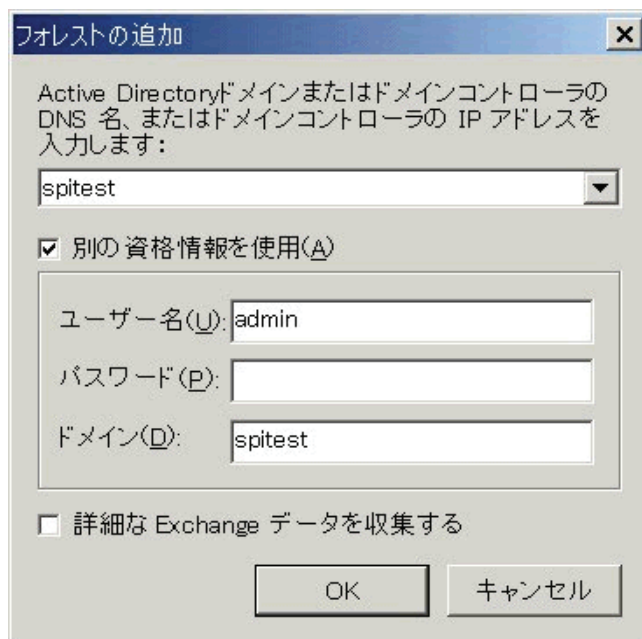 フォレストの追加
Active Directoryドメインまたはドメインコントローラの
DNS 名、またはドメインコントローラの IP アドレスを
入力します:
spitest
別の資格情報を使用(A)
ユーザー名(U): admin
パスワード(P):
ドメイン(D): spitest
詳細な Exchange データを収集する
OK キャンセル